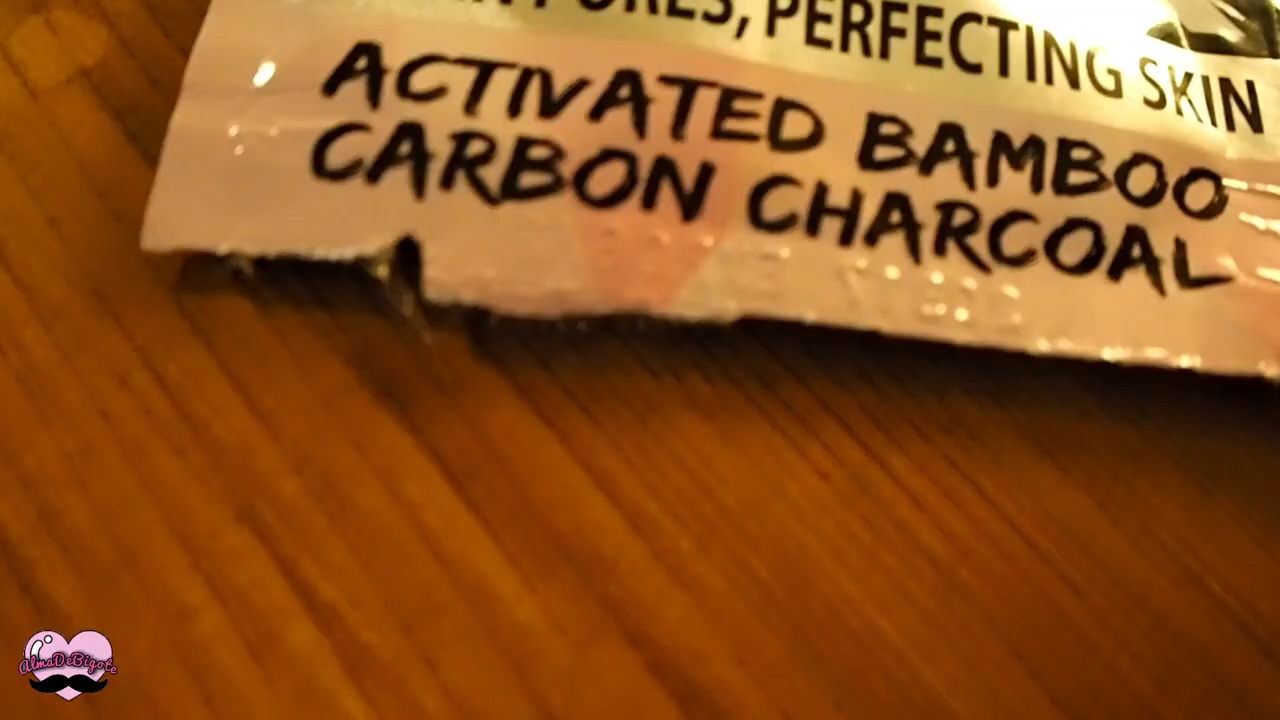 PORES, PERFECTING SKIN
ACTIVATED BAMBOO
CARBON CHARCOAL
AlmaDeBigote